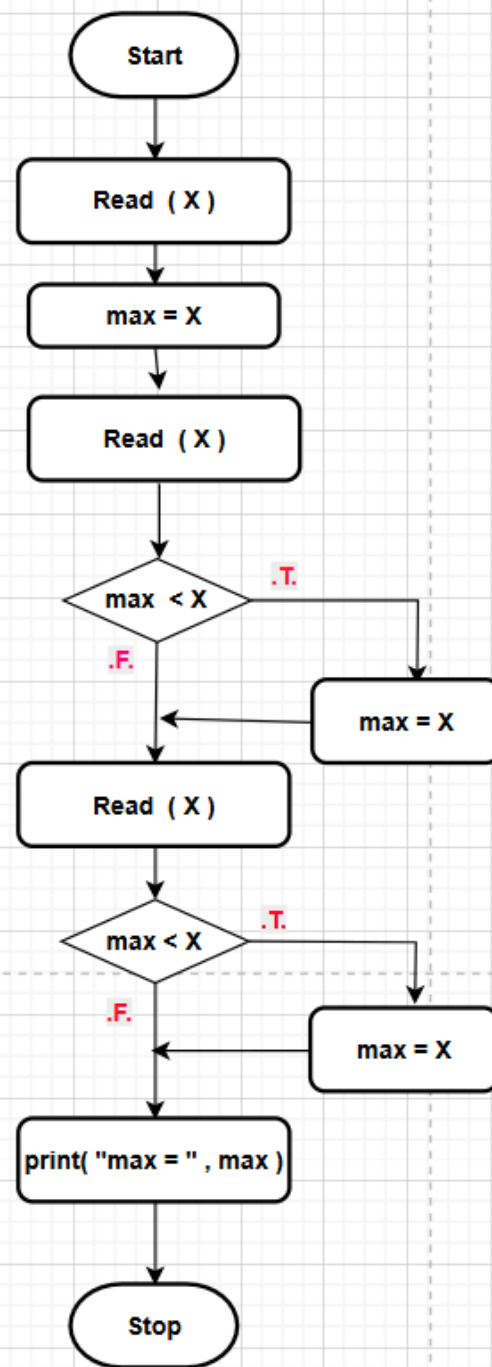 Start
Read ( X )
max = X
Read ( X )
max < X
.T.
.F.
max = X
Read ( X )
max < X
.T.
.F.
max = X
print( "max = " , max )
Stop